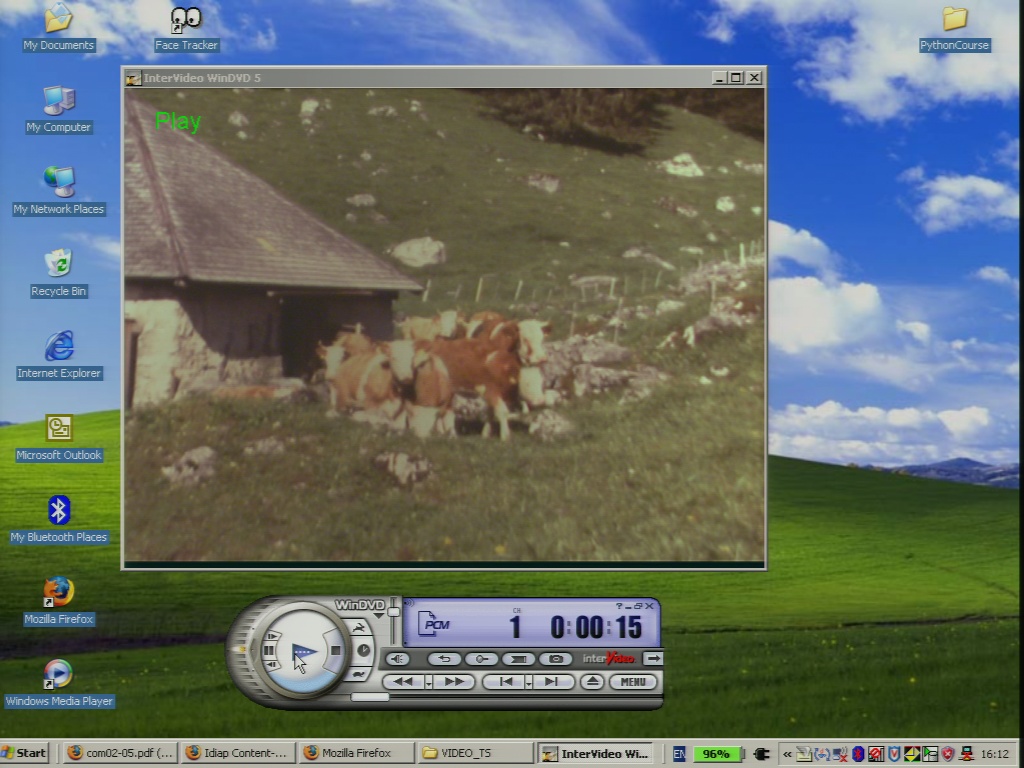 My Documents
Face Tracker
PythonCourse
InterVideo WinDVD 5
Play
My Computer
My Network Places
Recycle Bin
Internet Explorer
Microsoft Outlook
My Bluetooth Places
Mozilla Firefox
Windows Media Player
WinDVD
PCM
CH
1 0:00:15
interVideo
MENU
Start
com02-05.pdf (...
Idiap Content-...
Mozilla Firefox
VIDEO_TS
InterVideo Wi...
EN
96%
16:12